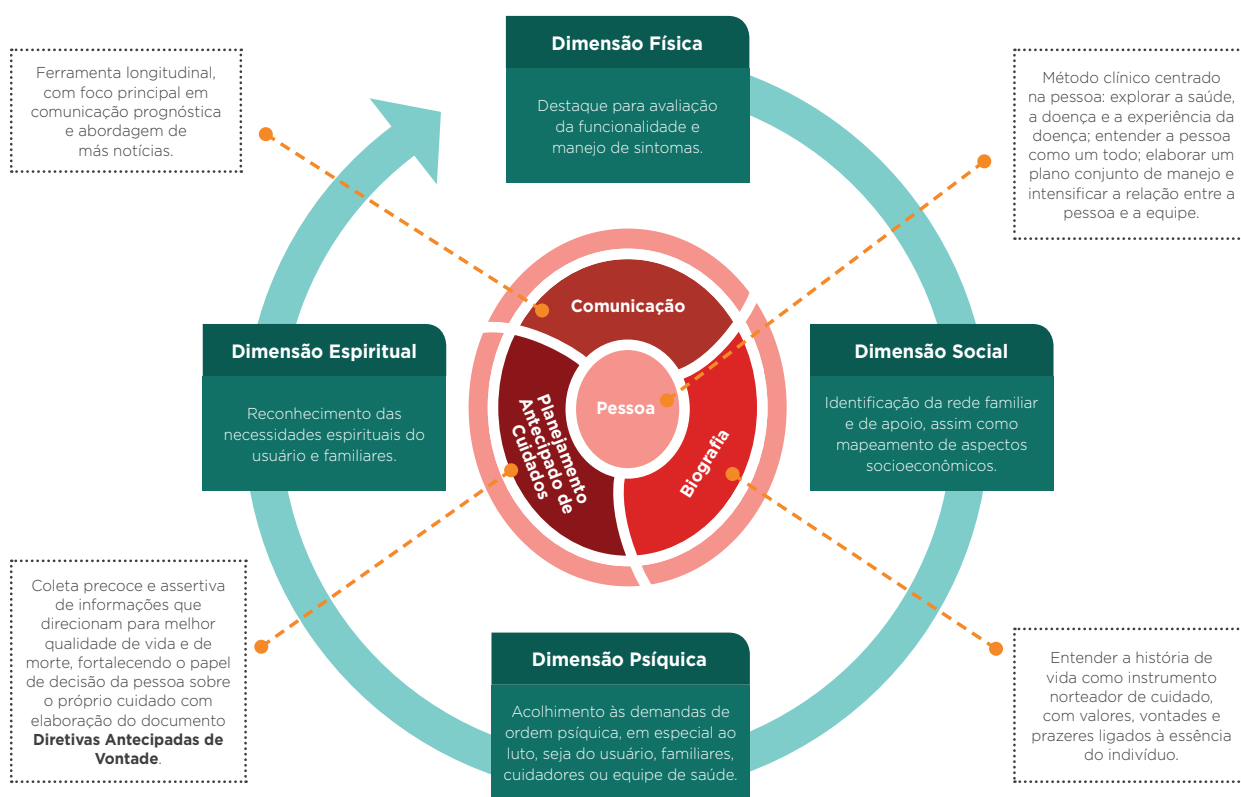 Dimensão Física
Destaque para avaliação
da funcionalidade e
manejo de sintomas.
Ferramenta longitudinal,
com foco principal em
comunicação prognóstica
e abordagem de
más notícias.
Método clínico centrado
na pessoa: explorar a saúde,
a doença e a experiência da
doença; entender a pessoa
como um todo; elaborar um
plano conjunto de manejo e
intensificar a relação entre a
pessoa e a equipe.
Comunicação
Pessoa
Planejamento
Antecipado de
Cuidados
Biografia
Dimensão Espiritual
Reconhecimento das
necessidades espirituais do
usuário e familiares.
Dimensão Social
Identificação da rede familiar
e de apoio, assim como
mapeamento de aspectos
socioeconômicos.
Coleta precoce e assertiva
de informações que
direcionam para melhor
qualidade de vida e de
morte, fortalecendo o papel
de decisão da pessoa sobre
o próprio cuidado com
elaboração do documento
Diretivas Antecipadas de
Vontade.
Dimensão Psíquica
Acolhimento às demandas de
ordem psíquica, em especial ao
luto, seja do usuário, familiares,
cuidadores ou equipe de saúde.
Entender a história de
vida como instrumento
norteador de cuidado,
com valores, vontades e
prazeres ligados à essência
do indivíduo.